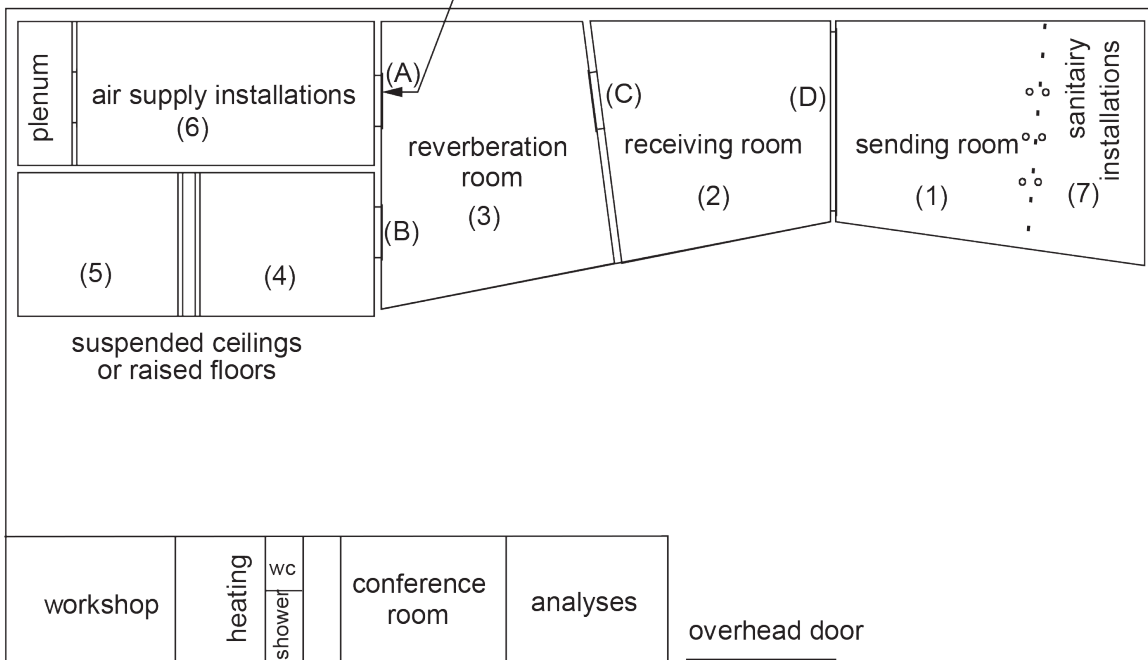 plenum
air supply installations
(6)
(A)
reverberation
room
(3)
(C)
receiving room
(2)
(D)
sending room
(1)
sanitairy
installations
(7)
(B)
(5)
(4)
suspended ceilings
or raised floors
workshop
heating
wc
shower
conference
room
analyses
overhead door